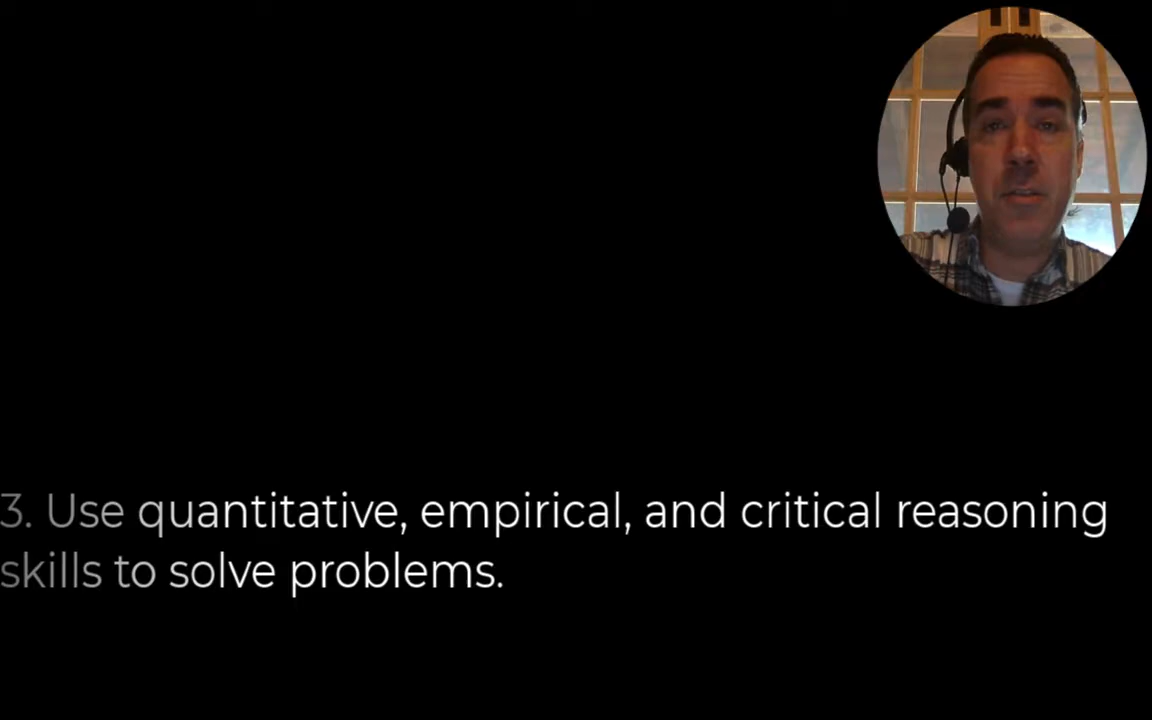 3. Use quantitative, empirical, and critical reasoning
skills to solve problems.